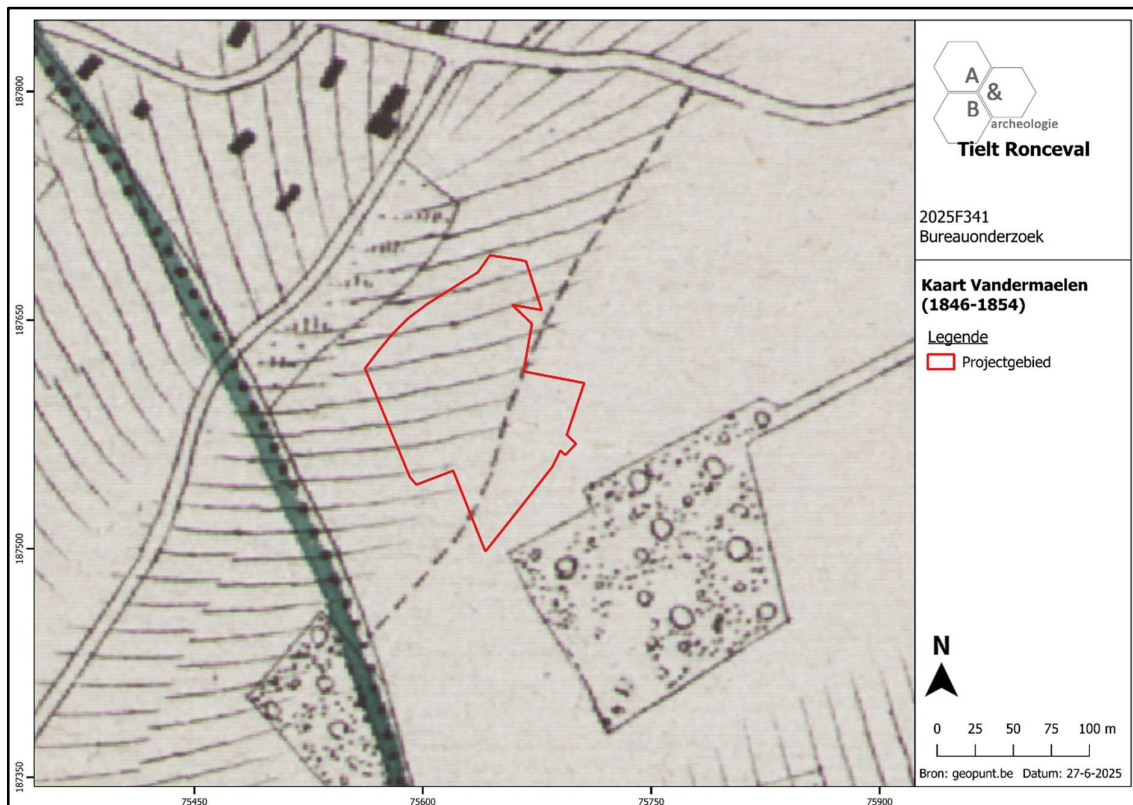 A
&
B
archeologie
Tielt Ronceval
2025F341
Bureauonderzoek
Kaart Vandermaelen
(1846-1854)
Legende
Projectgebied
N
0 25 50 75 100 m
Bron: geopunt.be Datum: 27-6-2025
187800
187650
187500
187350
75450 75600 75750 75900